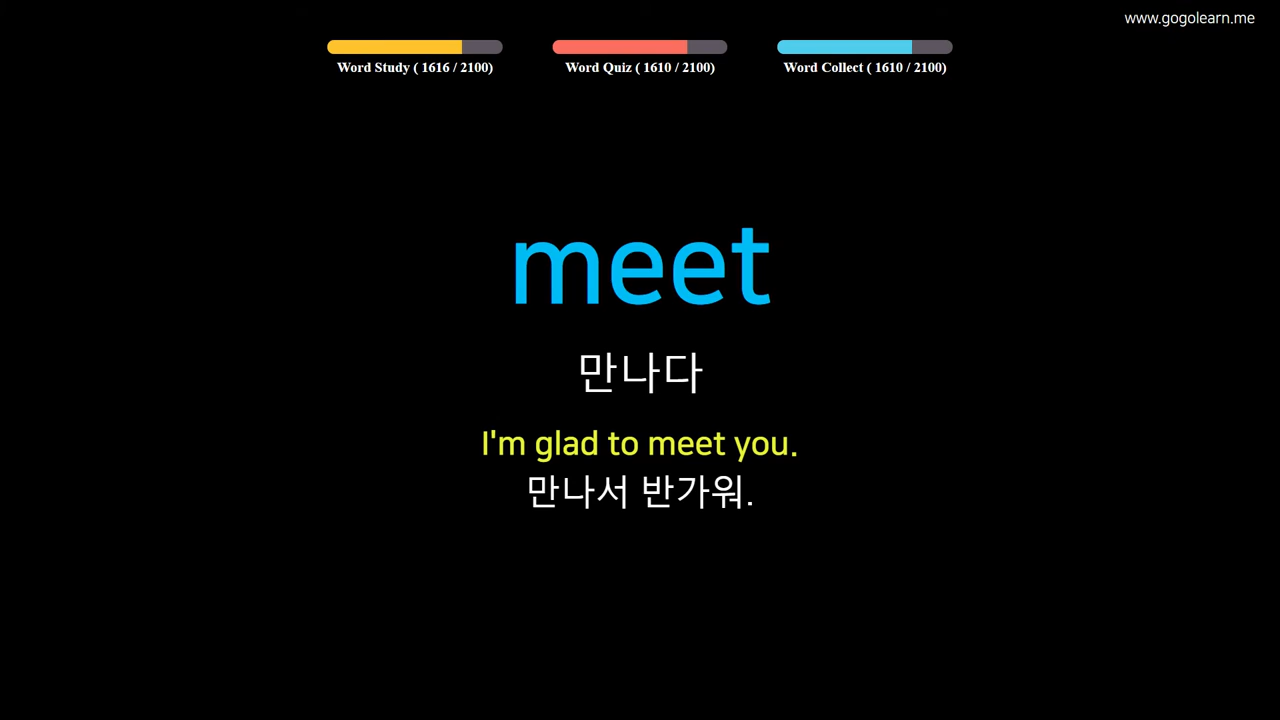 www.gogolearn.me
Word Study ( 1616 / 2100)
Word Quiz ( 1610 / 2100)
Word Collect ( 1610 / 2100)
meet
만나다
I'm glad to meet you.
만나서 반가워.